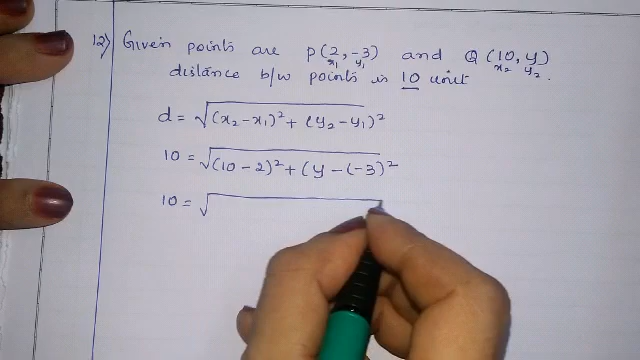 12) Given points are P(2,-3) and Q(10, y)
x₁ y₁ x₂ y₂
distance b/w points is 10 unit.
d = √(x₂-x₁)² + (y₂-y₁)²
10 = √(10-2)² + (y-(-3)²
10 = √